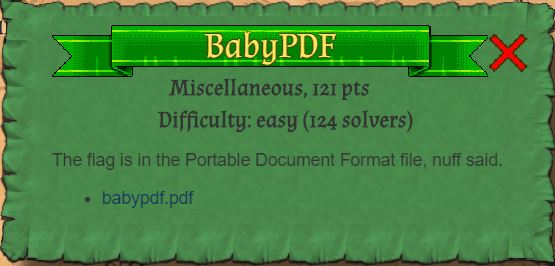 BabyPDF
Miscellaneous, 121 pts
Difficulty: easy (124 solvers)
The flag is in the Portable Document Format file, nuff said.
• babypdf.pdf